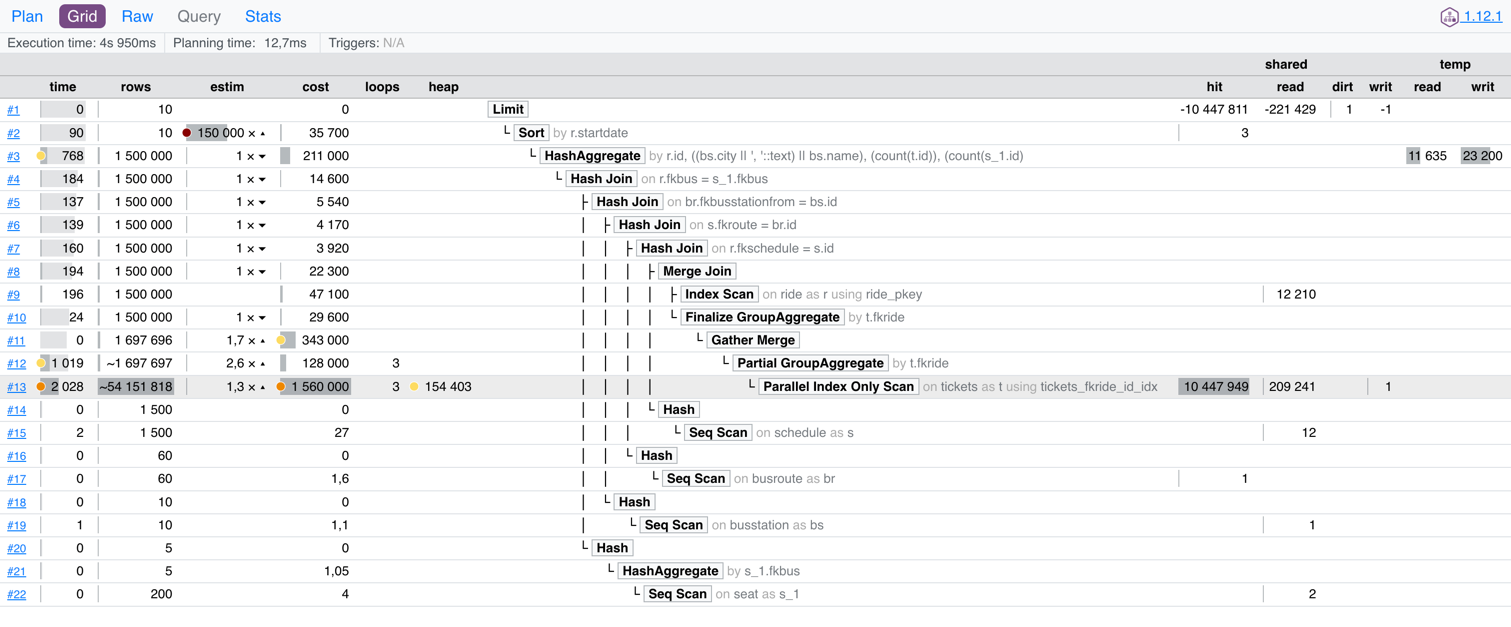 Plan Grid Raw Query Stats 1.12.1
Execution time: 4s 950ms Planning time: 12,7ms Triggers: N/A
shared temp
time rows estim cost loops heap hit read dirt writ read writ
#1 0 10 0 Limit -10 447 811 -221 429 1 -1
#2 90 10 150 000 × ▲ 35 700 └ Sort by r.startdate 3
#3 768 1 500 000 1 × ▼ 211 000 └ HashAggregate by r.id, ((bs.city || ', '::text) || bs.name), (count(t.id)), (count(s_1.id) 11 635 23 200
#4 184 1 500 000 1 × ▼ 14 600 └ Hash Join on r.fkbus = s_1.fkbus
#5 137 1 500 000 1 × ▼ 5 540 ├ Hash Join on br.fkbusstationfrom = bs.id
#6 139 1 500 000 1 × ▼ 4 170 │ ├ Hash Join on s.fkroute = br.id
#7 160 1 500 000 1 × ▼ 3 920 │ │ ├ Hash Join on r.fkschedule = s.id
#8 194 1 500 000 1 × ▼ 22 300 │ │ │ ├ Merge Join
#9 196 1 500 000 47 100 │ │ │ │ ├ Index Scan on ride as r using ride_pkey 12 210
#10 24 1 500 000 1 × ▼ 29 600 │ │ │ │ └ Finalize GroupAggregate by t.fkride
#11 0 1 697 696 1,7 × ▲ 343 000 │ │ │ │ └ Gather Merge
#12 1 019 ~1 697 697 2,6 × ▲ 128 000 3 │ │ │ │ └ Partial GroupAggregate by t.fkride
#13 2 028 ~54 151 818 1,3 × ▲ 1 560 000 3 154 403 │ │ │ │ └ Parallel Index Only Scan on tickets as t using tickets_fkride_id_idx 10 447 949 209 241 1
#14 0 1 500 0 │ │ │ └ Hash
#15 2 1 500 27 │ │ │ └ Seq Scan on schedule as s 12
#16 0 60 0 │ │ └ Hash
#17 0 60 1,6 │ │ └ Seq Scan on busroute as br 1
#18 0 10 0 │ └ Hash
#19 1 10 1,1 │ └ Seq Scan on busstation as bs 1
#20 0 5 0 └ Hash
#21 0 5 1,05 └ HashAggregate by s_1.fkbus
#22 0 200 4 └ Seq Scan on seat as s_1 2